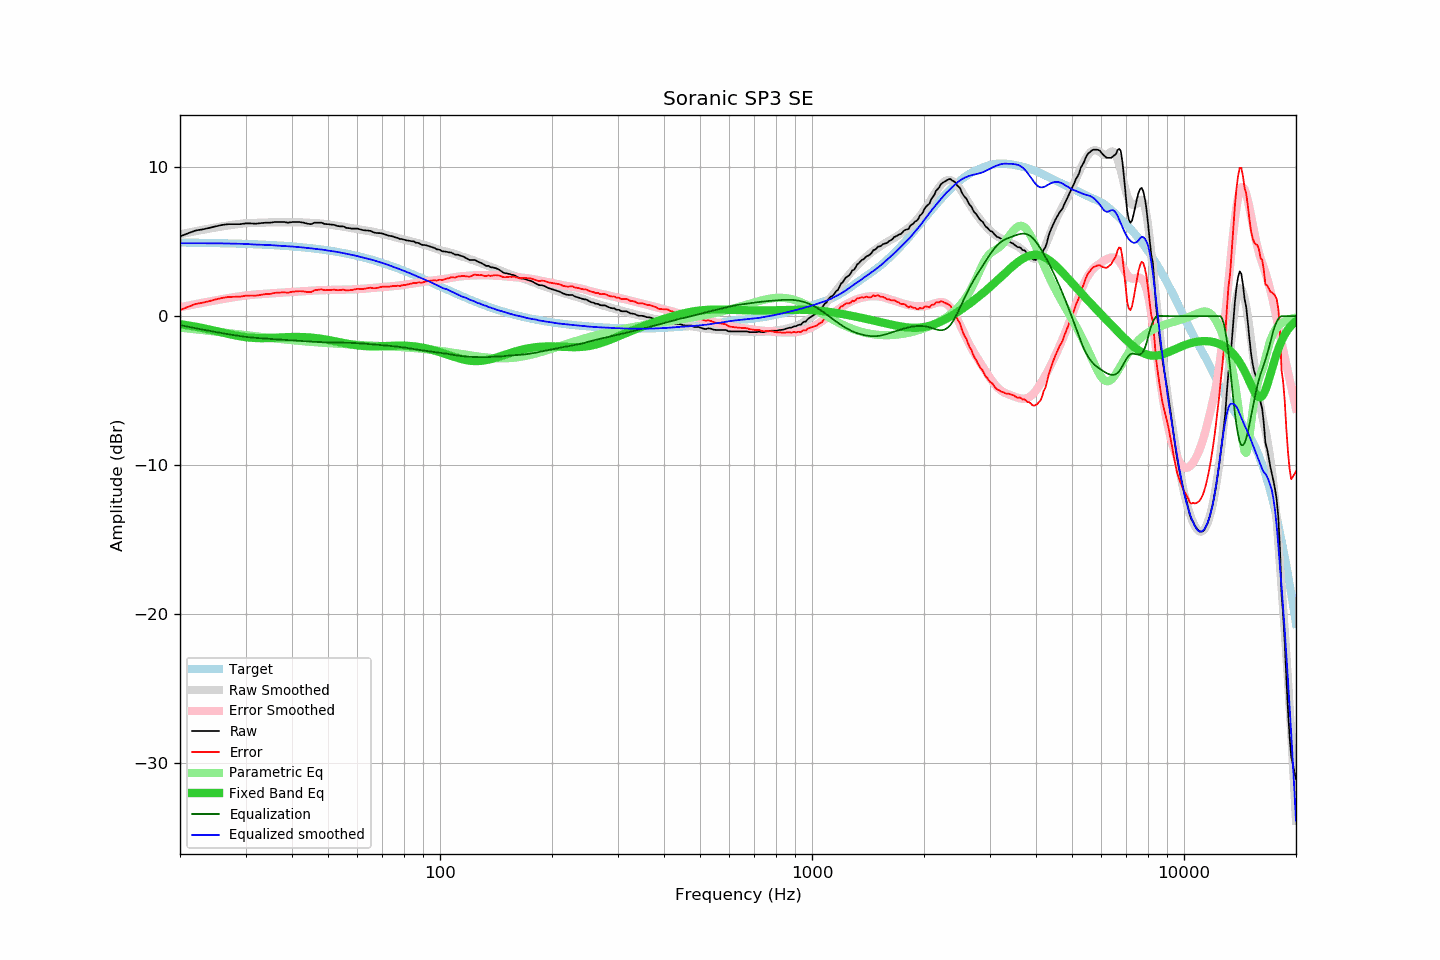 Soranic SP3 SE
10
0
−10
−20
−30
Amplitude (dBr)
Target
Raw Smoothed
Error Smoothed
Raw
Error
Parametric Eq
Fixed Band Eq
Equalization
Equalized smoothed
100
1000
10000
Frequency (Hz)